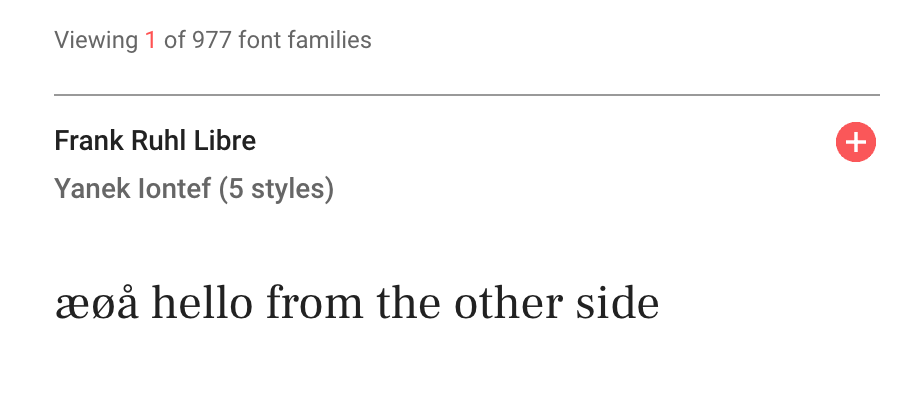 Viewing 1 of 977 font families
Frank Ruhl Libre
Yanek Iontef (5 styles)
æøå hello from the other side